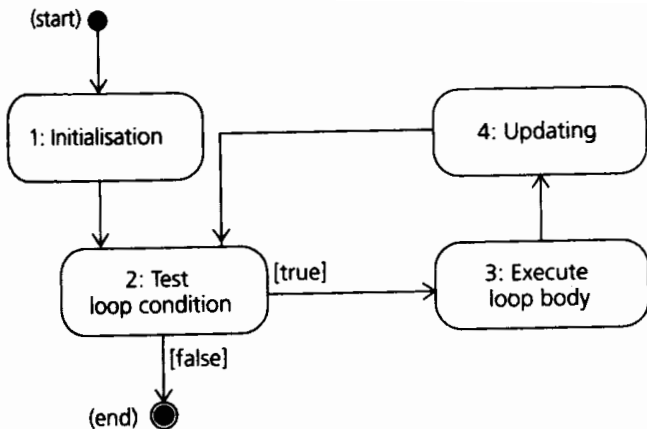 (start)
1: Initialisation
4: Updating
2: Test
loop condition
[true]
3: Execute
loop body
[false]
(end)